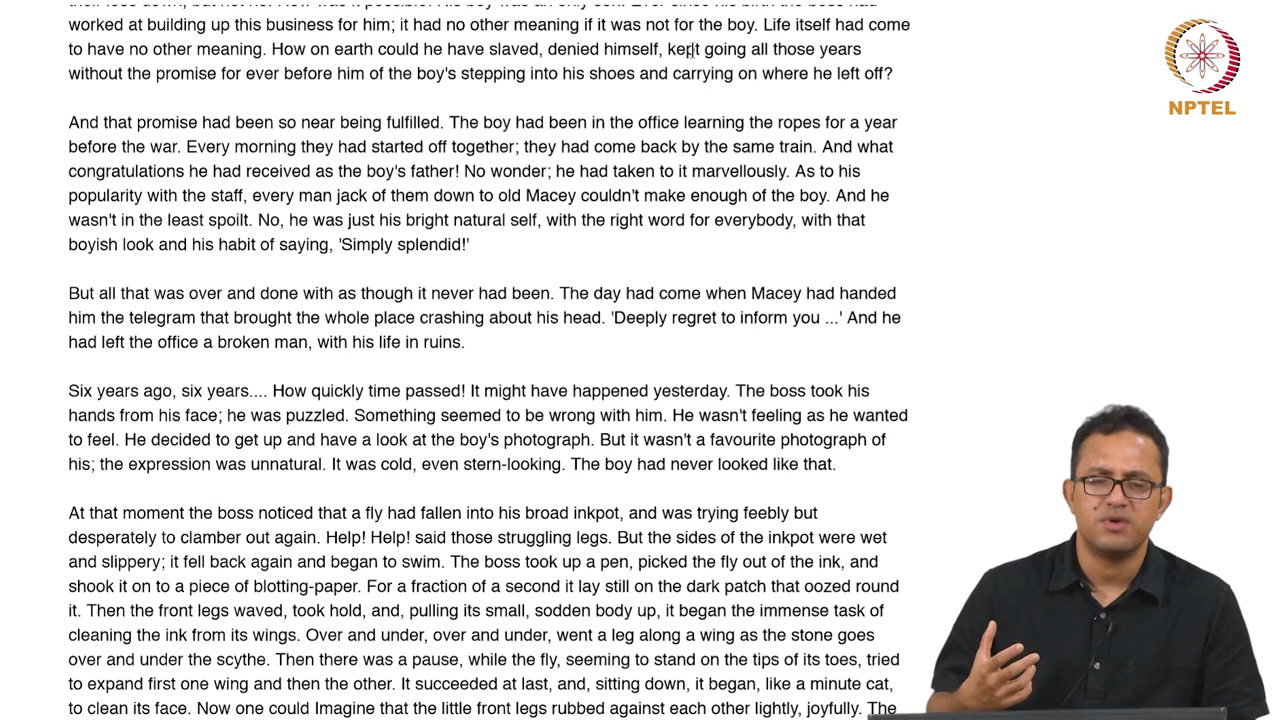 worked at building up this business for him; it had no other meaning if it was not for the boy. Life itself had come
to have no other meaning. How on earth could he have slaved, denied himself, kept going all those years
without the promise for ever before him of the boy's stepping into his shoes and carrying on where he left off?
And that promise had been so near being fulfilled. The boy had been in the office learning the ropes for a year
before the war. Every morning they had started off together; they had come back by the same train. And what
congratulations he had received as the boy's father! No wonder; he had taken to it marvellously. As to his
popularity with the staff, every man jack of them down to old Macey couldn't make enough of the boy. And he
wasn't in the least spoilt. No, he was just his bright natural self, with the right word for everybody, with that
boyish look and his habit of saying, 'Simply splendid!'
But all that was over and done with as though it never had been. The day had come when Macey had handed
him the telegram that brought the whole place crashing about his head. 'Deeply regret to inform you ...' And he
had left the office a broken man, with his life in ruins.
Six years ago, six years.... How quickly time passed! It might have happened yesterday. The boss took his
hands from his face; he was puzzled. Something seemed to be wrong with him. He wasn't feeling as he wanted
to feel. He decided to get up and have a look at the boy's photograph. But it wasn't a favourite photograph of
his; the expression was unnatural. It was cold, even stern-looking. The boy had never looked like that.
At that moment the boss noticed that a fly had fallen into his broad inkpot, and was trying feebly but
desperately to clamber out again. Help! Help! said those struggling legs. But the sides of the inkpot were wet
and slippery; it fell back again and began to swim. The boss took up a pen, picked the fly out of the ink, and
shook it on to a piece of blotting-paper. For a fraction of a second it lay still on the dark patch that oozed round
it. Then the front legs waved, took hold, and, pulling its small, sodden body up, it began the immense task of
cleaning the ink from its wings. Over and under, over and under, went a leg along a wing as the stone goes
over and under the scythe. Then there was a pause, while the fly, seeming to stand on the tips of its toes, tried
to expand first one wing and then the other. It succeeded at last, and, sitting down, it began, like a minute cat,
to clean its face. Now one could Imagine that the little front legs rubbed against each other lightly, joyfully. The
NPTEL